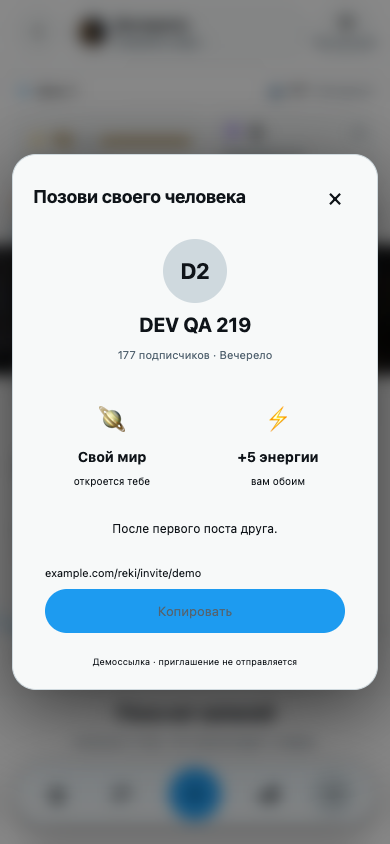 Позови своего человека
D2
DEV QA 219
177 подписчиков · Вечерело
Свой мир
+5 энергии
откроется тебе
вам обоим
После первого поста друга.
example.com/reki/invite/demo
Копировать
Демоссылка · приглашение не отправляется